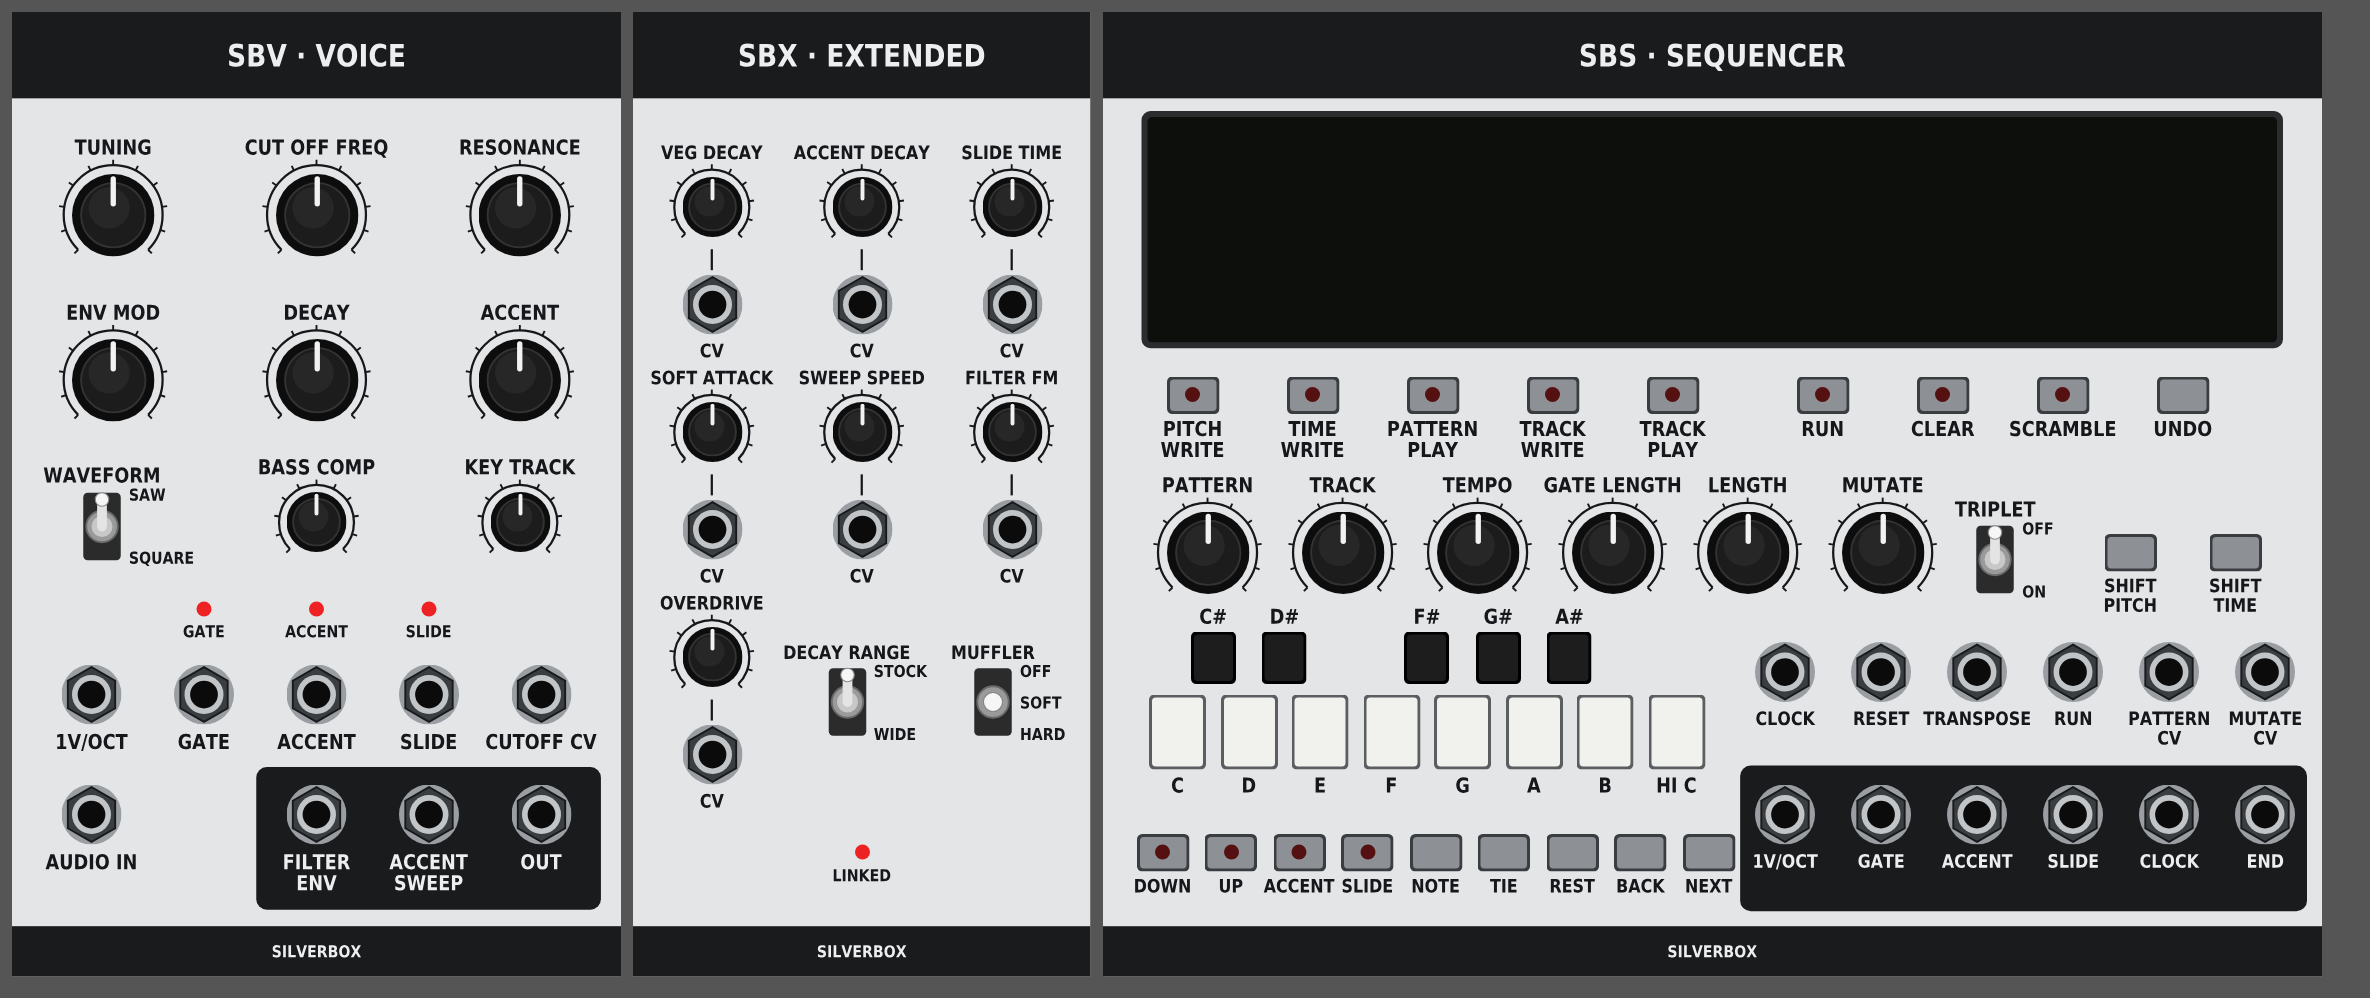 SBV · VOICE
TUNING
CUT OFF FREQ
RESONANCE
ENV MOD
DECAY
ACCENT
WAVEFORM
SAW
SQUARE
BASS COMP
KEY TRACK
GATE
ACCENT
SLIDE
1V/OCT
GATE
ACCENT
SLIDE
CUTOFF CV
AUDIO IN
FILTER
ENV
ACCENT
SWEEP
OUT
SILVERBOX
SBX · EXTENDED
VEG DECAY
ACCENT DECAY
SLIDE TIME
CV
CV
CV
SOFT ATTACK
SWEEP SPEED
FILTER FM
CV
CV
CV
OVERDRIVE
CV
DECAY RANGE
STOCK
WIDE
MUFFLER
OFF
SOFT
HARD
LINKED
SILVERBOX
SBS · SEQUENCER
PITCH
WRITE
TIME
WRITE
PATTERN
PLAY
TRACK
WRITE
TRACK
PLAY
RUN
CLEAR
SCRAMBLE
UNDO
PATTERN
TRACK
TEMPO
GATE LENGTH
LENGTH
MUTATE
TRIPLET
OFF
ON
SHIFT
PITCH
SHIFT
TIME
C#
D#
F#
G#
A#
C
D
E
F
G
A
B
HI C
CLOCK
RESET
TRANSPOSE
RUN
PATTERN
CV
MUTATE
CV
DOWN
UP
ACCENT
SLIDE
NOTE
TIE
REST
BACK
NEXT
1V/OCT
GATE
ACCENT
SLIDE
CLOCK
END
SILVERBOX